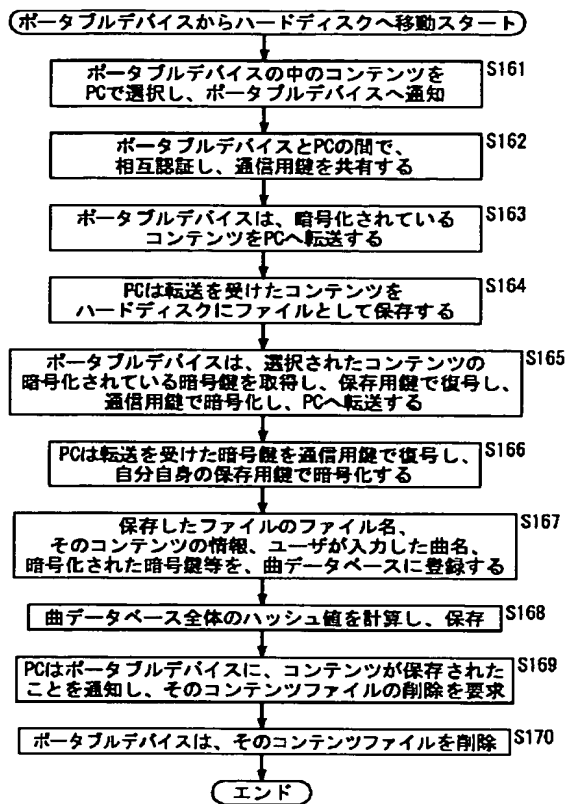 ポータブルデバイスからハードディスクへ移動スタート
ポータブルデバイスの中のコンテンツを
PCで選択し、ポータブルデバイスへ通知
S161
ポータブルデバイスとPCの間で、
相互認証し、通信用鍵を共有する
S162
ポータブルデバイスは、暗号化されている
コンテンツをPCへ転送する
S163
PCは転送を受けたコンテンツを
ハードディスクにファイルとして保存する
S164
ポータブルデバイスは、選択されたコンテンツの
暗号化されている暗号鍵を取得し、保存用鍵で復号し、
通信用鍵で暗号化し、PCへ転送する
S165
PCは転送を受けた暗号鍵を通信用鍵で復号し、
自分自身の保存用鍵で暗号化する
S166
保存したファイルのファイル名、
そのコンテンツの情報、ユーザが入力した曲名、
暗号化された暗号鍵等を、曲データベースに登録する
S167
曲データベース全体のハッシュ値を計算し、保存
S168
PCはポータブルデバイスに、コンテンツが保存された
ことを通知し、そのコンテンツファイルの削除を要求
S169
ポータブルデバイスは、そのコンテンツファイルを削除
S170
エンド